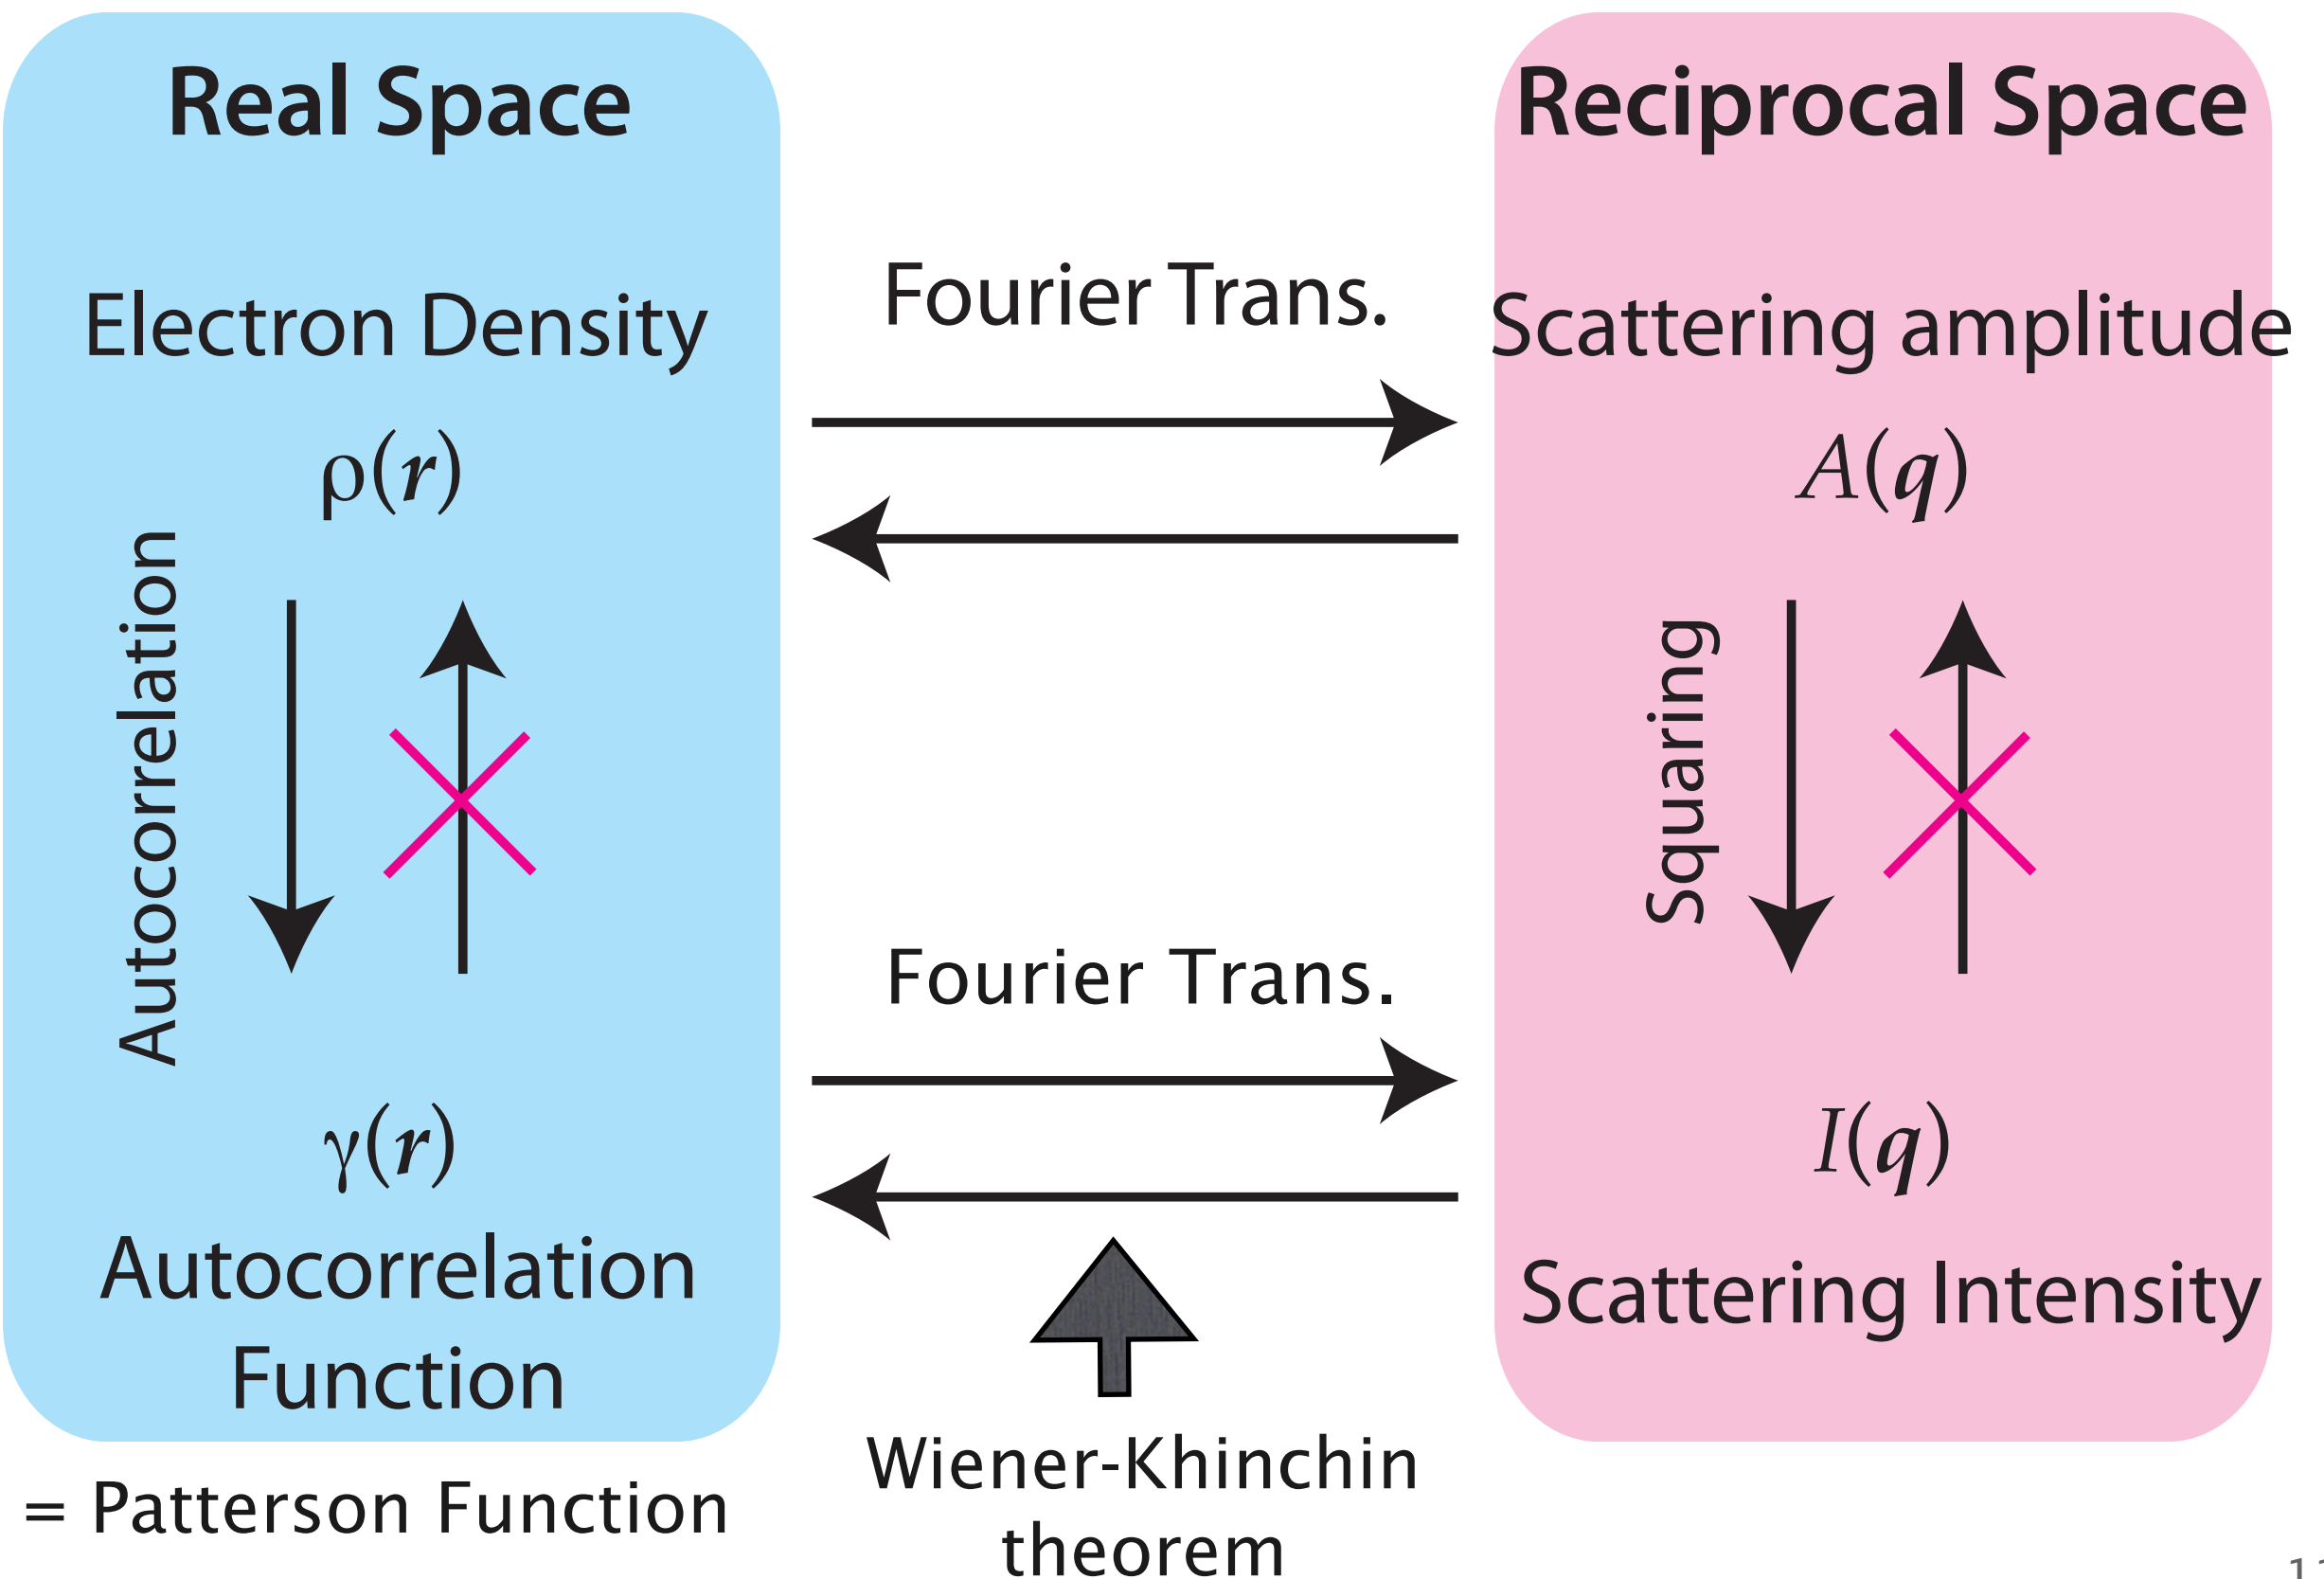 Real Space
Reciprocal Space
Electron Density
Fourier Trans.
Scattering amplitude
ρ(r)
A(q)
Autocorrelation
Squaring
Fourier Trans.
γ(r)
I(q)
Autocorrelation
Function
Scattering Intensity
= Patterson Function
Wiener-Khinchin
theorem